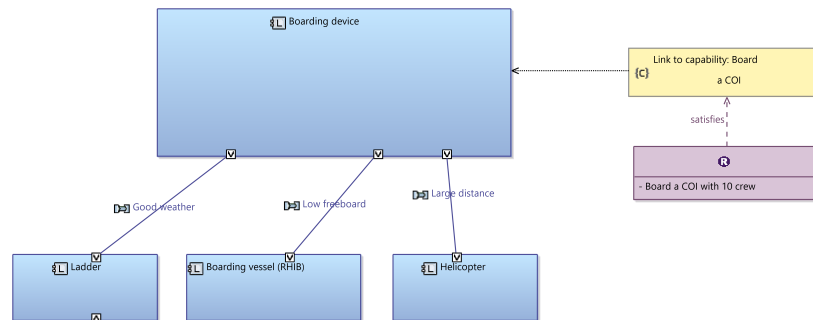 Boarding device
Link to capability: Board
a COI
satisfies
R
- Board a COI with 10 crew
Good weather
Low freeboard
Large distance
Ladder
Boarding vessel (RHIB)
Helicopter